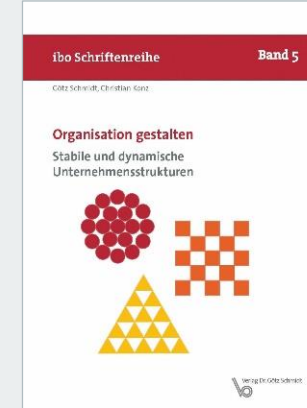 ibo Schriftenreihe Band 5
Götz Schmidt, Christian Konz
Organisation gestalten
Stabile und dynamische
Unternehmensstrukturen
Verlag Dr. Götz Schmidt